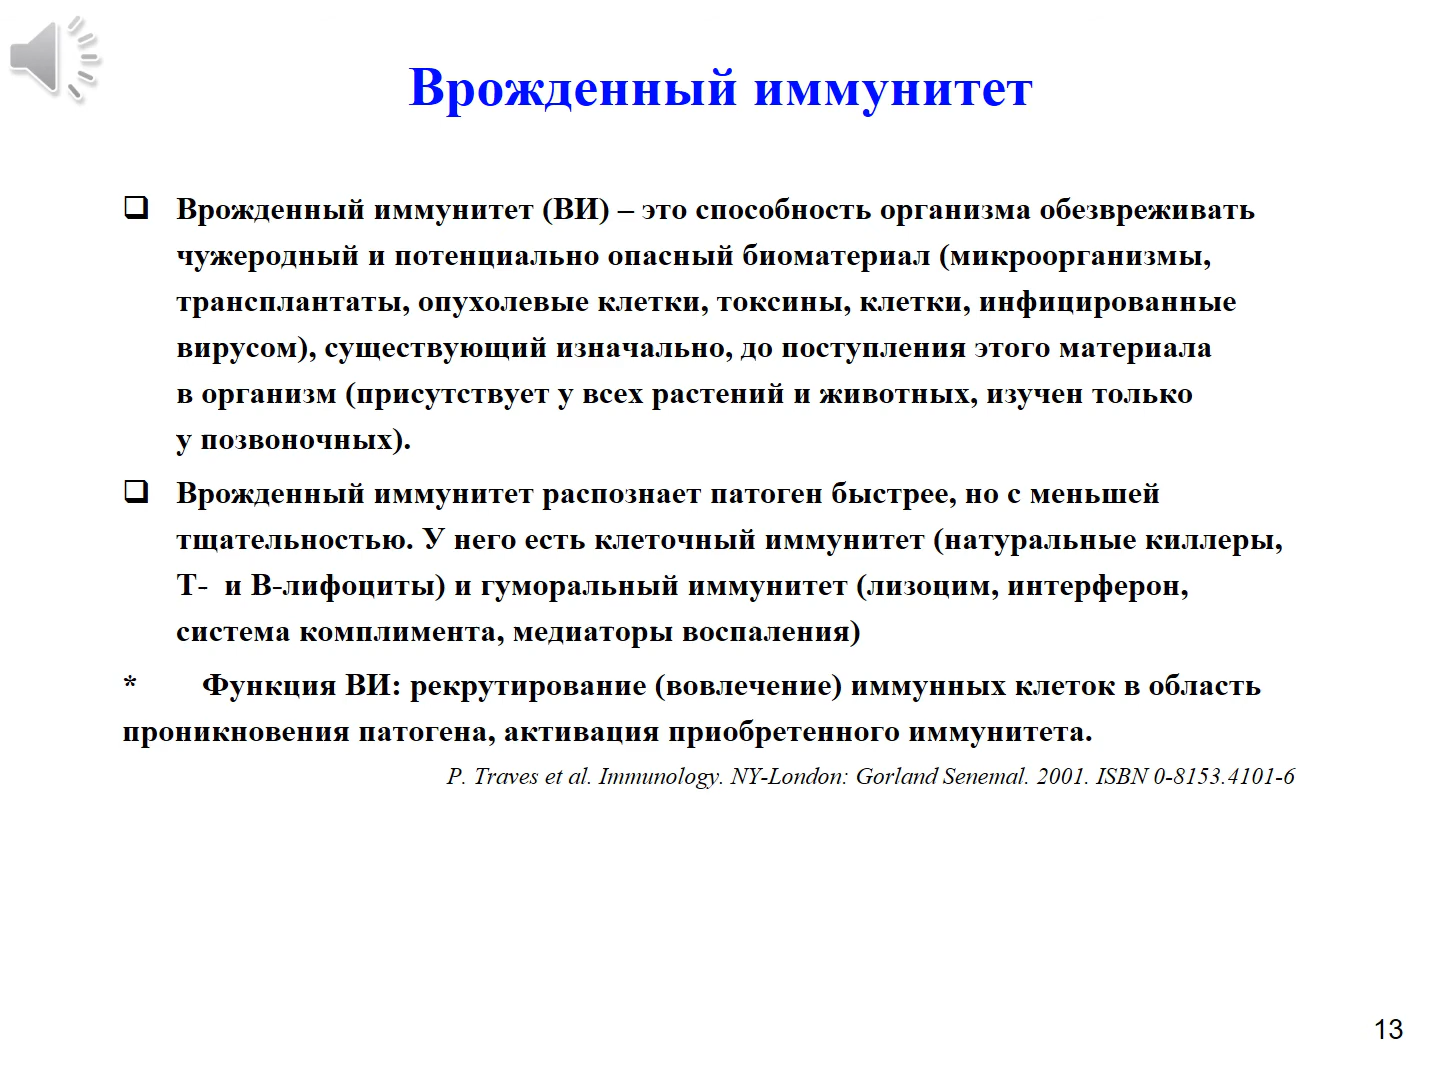 Врожденный иммунитет
Врожденный иммунитет (ВИ) – это способность организма обезвреживать
чужеродный и потенциально опасный биоматериал (микроорганизмы,
трансплантаты, опухолевые клетки, токсины, клетки, инфицированные
вирусом), существующий изначально, до поступления этого материала
в организм (присутствует у всех растений и животных, изучен только
у позвоночных).
Врожденный иммунитет распознает патоген быстрее, но с меньшей
тщательностью. У него есть клеточный иммунитет (натуральные киллеры,
Т- и В-лифоциты) и гуморальный иммунитет (лизоцим, интерферон,
система комплимента, медиаторы воспаления)
* Функция ВИ: рекрутирование (вовлечение) иммунных клеток в область
проникновения патогена, активация приобретенного иммунитета.
P. Traves et al. Immunology. NY-London: Gorland Senemal. 2001. ISBN 0-8153.4101-6
13